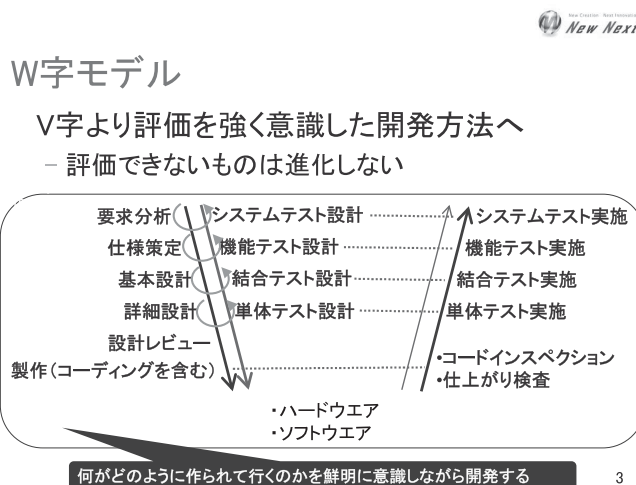 New Creation · Next Innovation
New Next
W字モデル
V字より評価を強く意識した開発方法へ
– 評価できないものは進化しない
要求分析 システムテスト設計 システムテスト実施
仕様策定 機能テスト設計 機能テスト実施
基本設計 結合テスト設計 結合テスト実施
詳細設計 単体テスト設計 単体テスト実施
設計レビュー
製作(コーディングを含む)
•コードインスペクション
•仕上がり検査
・ハードウエア
・ソフトウエア
何がどのように作られて行くのかを鮮明に意識しながら開発する
3